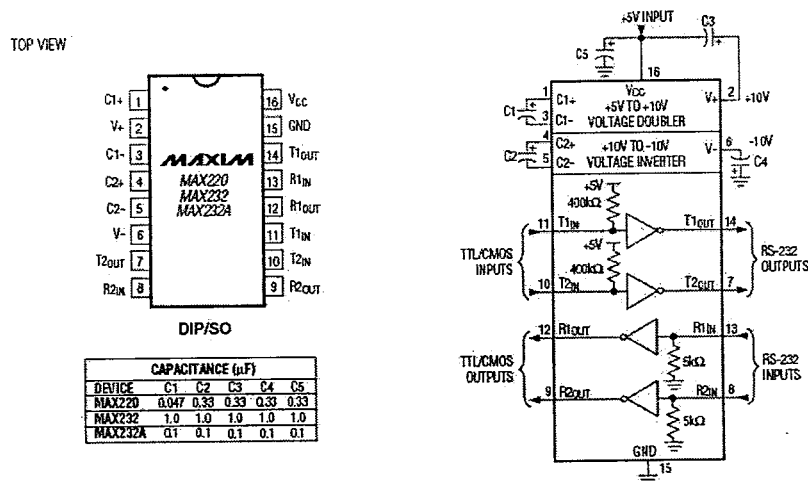 TOP VIEW
C1+ 1
V+ 2
C1- 3
C2+ 4
C2- 5
V- 6
T2OUT 7
R2IN 8
16 VCC
15 GND
14 T1OUT
13 R1IN
12 R1OUT
11 T1IN
10 T2IN
9 R2OUT
MAXIM
MAX220
MAX232
MAX232A
DIP/SO
CAPACITANCE (µF)
DEVICE C1 C2 C3 C4 C5
MAX220 0.047 0.33 0.33 0.33 0.33
MAX232 1.0 1.0 1.0 1.0 1.0
MAX232A 0.1 0.1 0.1 0.1 0.1
+5V INPUT
C3
C5
16
VCC
1 C1+
C1
3 C1-
+5V TO +10V
VOLTAGE DOUBLER
V+ 2 +10V
4 C2+
C2
5 C2-
+10V TO -10V
VOLTAGE INVERTER
V- 6 -10V
C4
+5V
400kΩ
11 T1IN
T1OUT 14
+5V
400kΩ
TTL/CMOS
INPUTS
RS-232
OUTPUTS
10 T2IN
T2OUT 7
12 R1OUT
R1IN 13
5kΩ
TTL/CMOS
OUTPUTS
RS-232
INPUTS
9 R2OUT
R2IN 8
5kΩ
GND
15